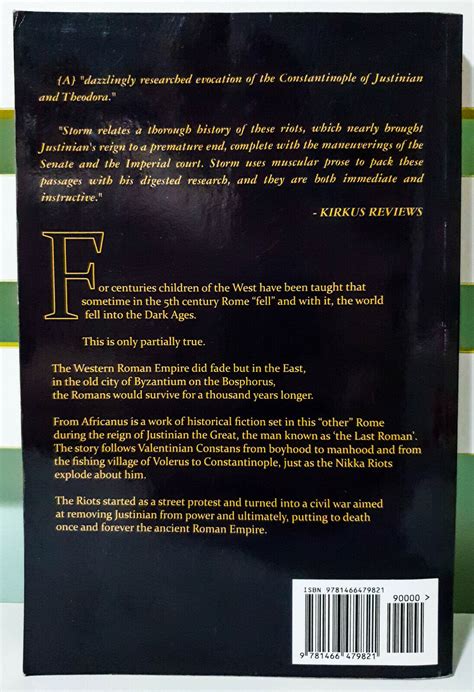 {A} "dazzlingly researched evocation of the Constantinople of Justinian
and Theodora."
"Storm relates a thorough history of these riots, which nearly brought
Justinian's reign to a premature end, complete with the maneuverings of the
Senate and the Imperial court. Storm uses muscular prose to pack these
passages with his digested research, and they are both immediate and
instructive."
- KIRKUS REVIEWS
For centuries children of the West have been taught that
sometime in the 5th century Rome “fell” and with it, the world
fell into the Dark Ages.
This is only partially true.
The Western Roman Empire did fade but in the East,
in the old city of Byzantium on the Bosphorus,
the Romans would survive for a thousand years longer.
From Africanus is a work of historical fiction set in this “other” Rome
during the reign of Justinian the Great, the man known as ‘the Last Roman’.
The story follows Valentinian Constans from boyhood to manhood and from
the fishing village of Volerus to Constantinople, just as the Nikka Riots
explode about him.
The Riots started as a street protest and turned into a civil war aimed
at removing Justinian from power and ultimately, putting to death
once and forever the ancient Roman Empire.
ISBN 9781466479821
90000 >
9 781466 479821